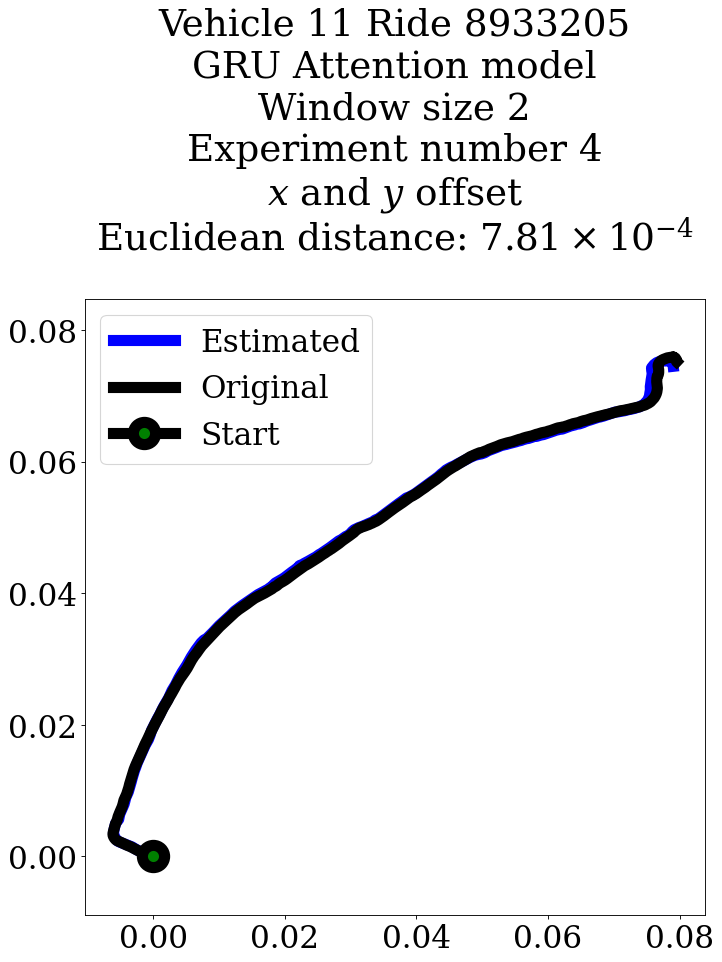 Vehicle 11 Ride 8933205
GRU Attention model
Window size 2
Experiment number 4
x and y offset
Euclidean distance: 7.81 × 10⁻⁴
Estimated
Original
Start
0.08
0.06
0.04
0.02
0.00
0.00 0.02 0.04 0.06 0.08